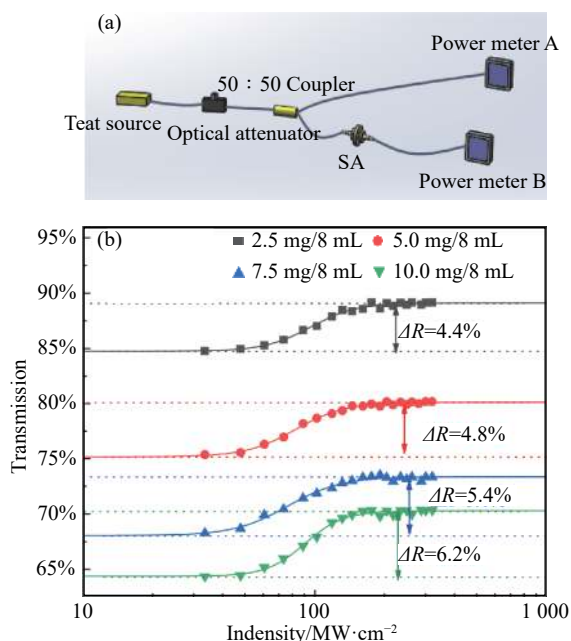 (a)
Power meter A
50 : 50 Coupler
Teat source
Optical attenuator
SA
Power meter B
95%
(b)
2.5 mg/8 mL
5.0 mg/8 mL
7.5 mg/8 mL
10.0 mg/8 mL
90%
ΔR=4.4%
85%
80%
ΔR=4.8%
75%
ΔR=5.4%
70%
ΔR=6.2%
65%
Transmission
10
100
1 000
Indensity/MW·cm⁻²